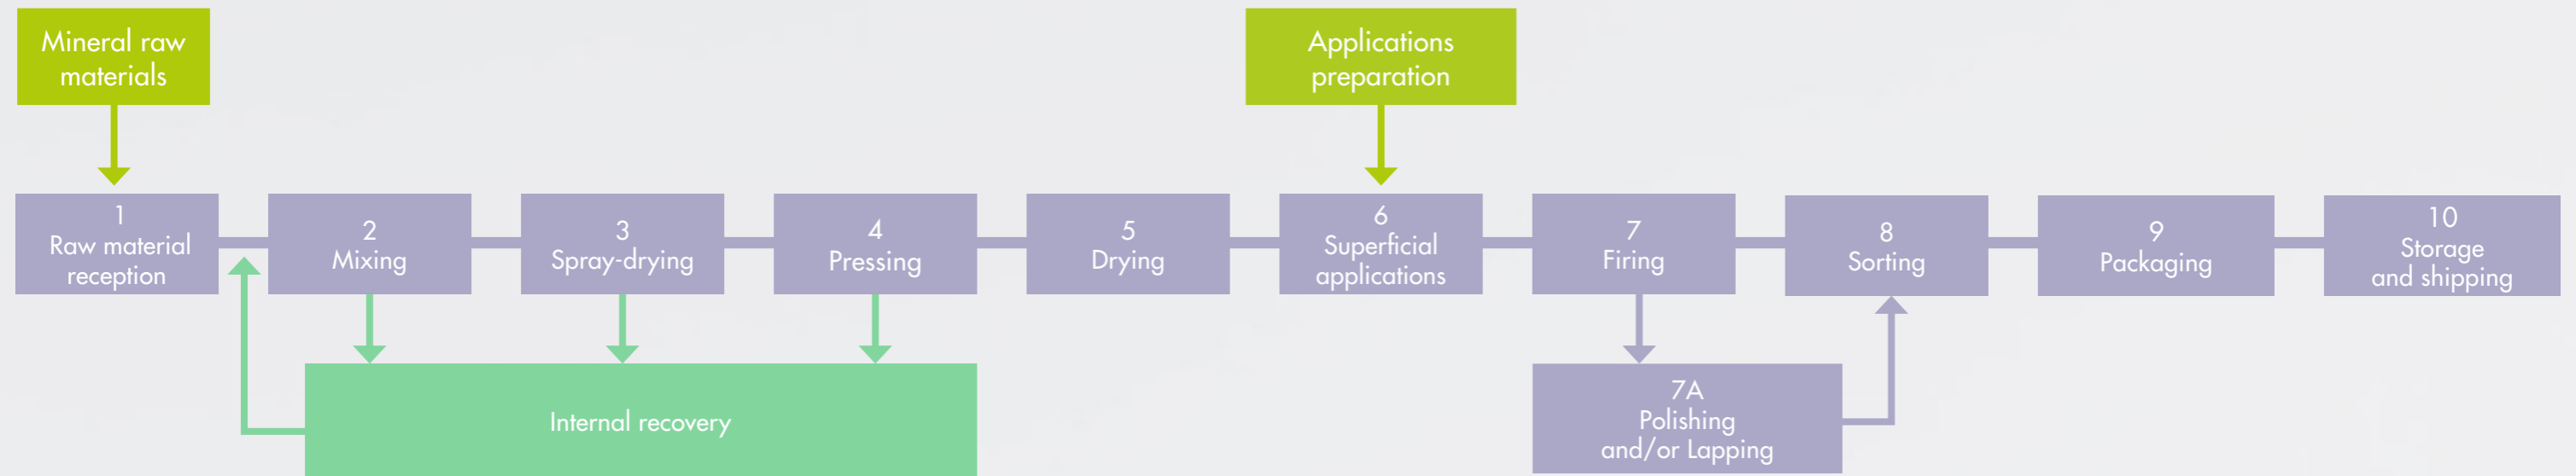 Mineral raw
materials
Applications
preparation
1
Raw material
reception
2
Mixing
3
Spray-drying
4
Pressing
5
Drying
6
Superficial
applications
7
Firing
8
Sorting
9
Packaging
10
Storage
and shipping
Internal recovery
7A
Polishing
and/or Lapping